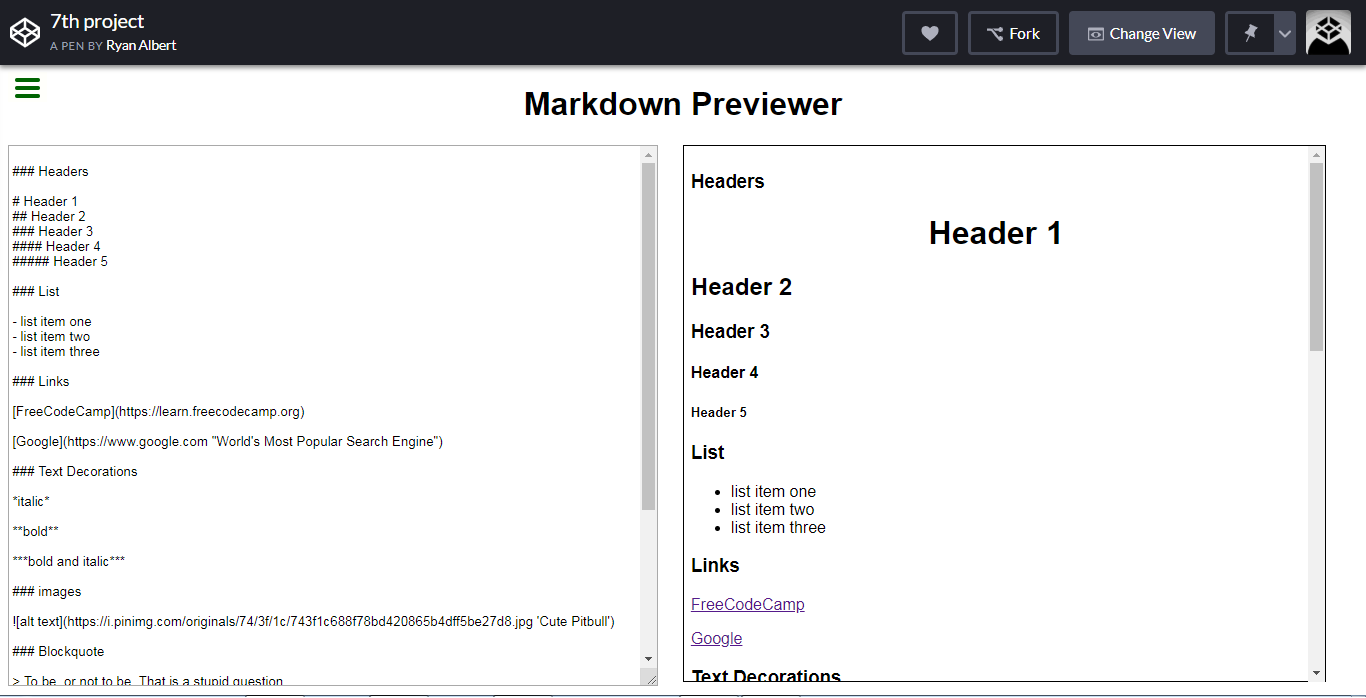 7th project
A PEN BY Ryan Albert
Fork
Change View
Markdown Previewer
### Headers
# Header 1
## Header 2
### Header 3
#### Header 4
##### Header 5
### List
- list item one
- list item two
- list item three
### Links
[FreeCodeCamp](https://learn.freecodecamp.org)
[Google](https://www.google.com "World's Most Popular Search Engine")
### Text Decorations
*italic*
**bold**
***bold and italic***
### images
![alt text](https://i.pinimg.com/originals/74/3f/1c/743f1c688f78bd420865b4dff5be27d8.jpg 'Cute Pitbull')
### Blockquote
> To be, or not to be. That is a stupid question
Headers
Header 1
Header 2
Header 3
Header 4
Header 5
List
• list item one
• list item two
• list item three
Links
FreeCodeCamp
Google
Text Decorations